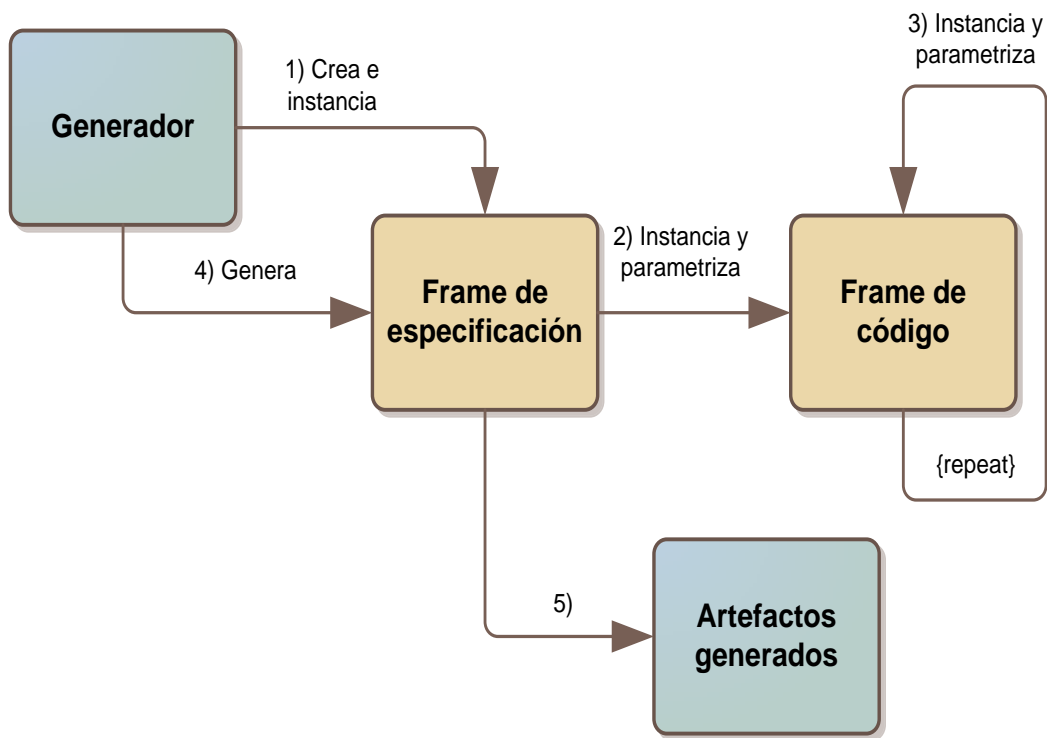 3) Instancia y
parametriza
1) Crea e
instancia
Generador
2) Instancia y
parametriza
4) Genera
Frame de
especificación
Frame de
código
{repeat}
5)
Artefactos
generados